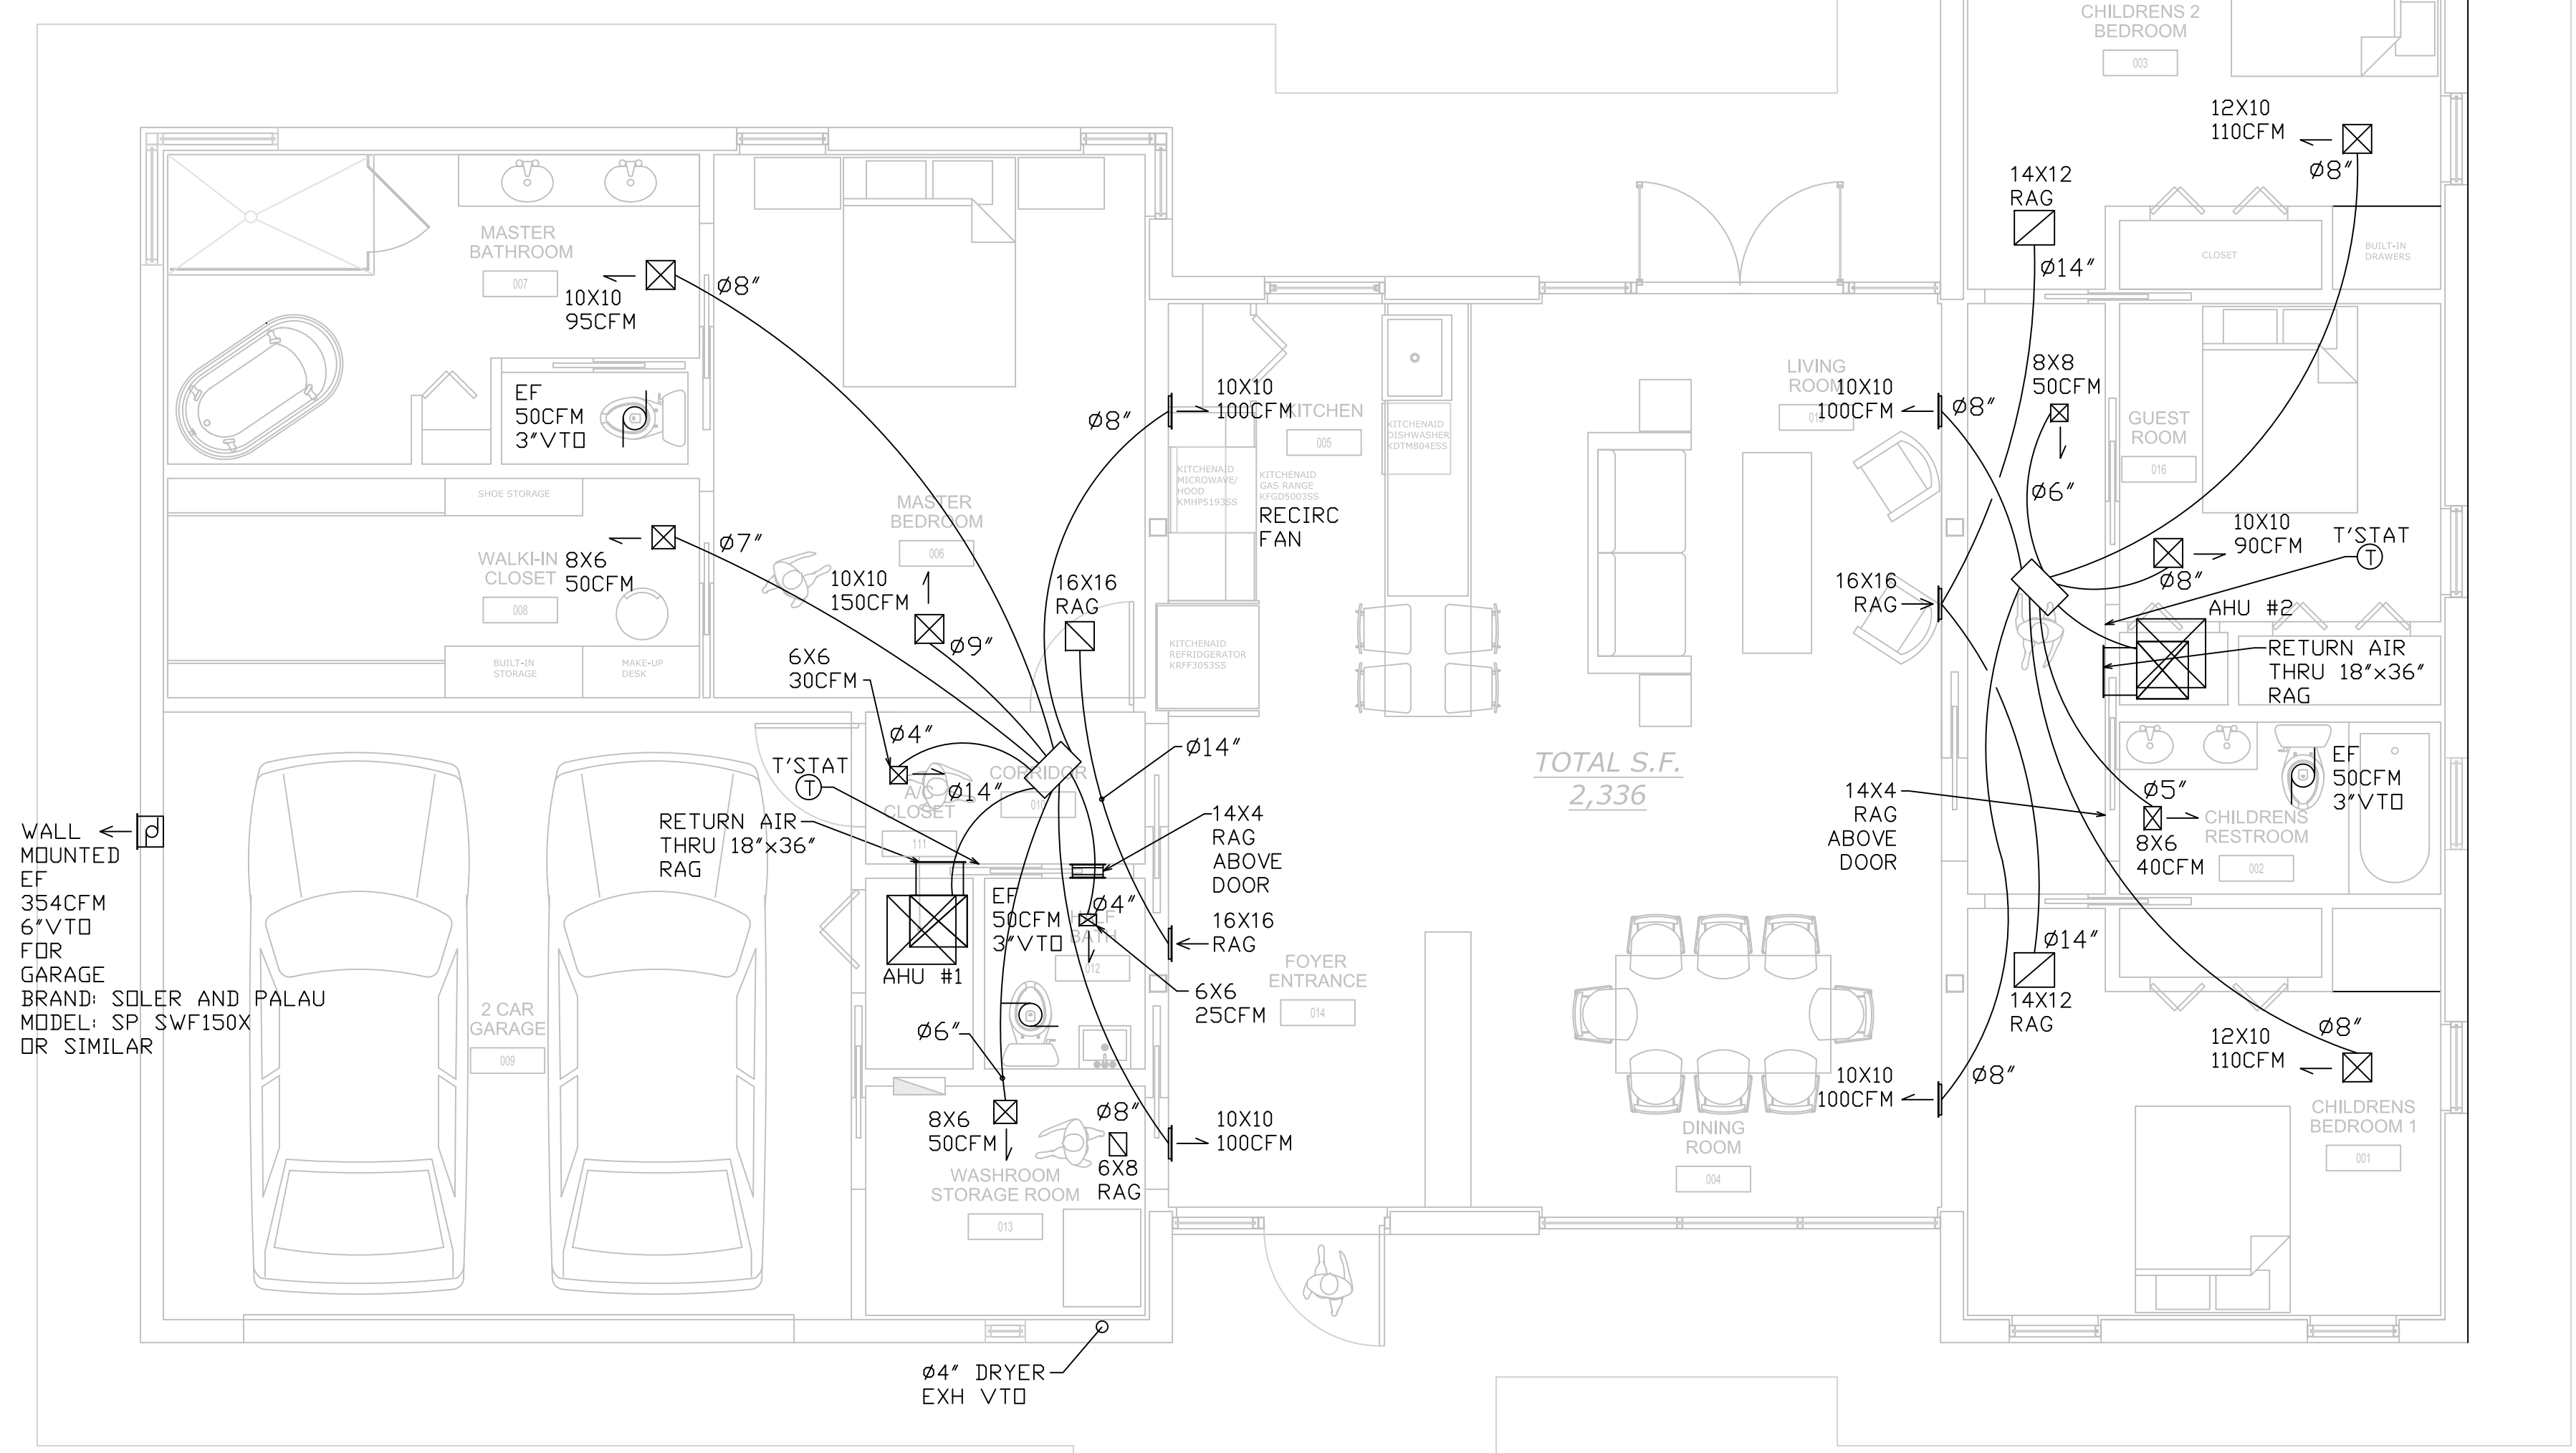 CHILDRENS 2
BEDROOM
003
12X10
110CFM
Ø8"
14X12
RAG
Ø14"
CLOSET
BUILT-IN
DRAWERS
MASTER
BATHROOM
007
10X10
95CFM
Ø8"
EF
50CFM
3"VTO
SHOE STORAGE
WALKI-IN
CLOSET
008
8X6
50CFM
Ø7"
BUILT-IN
STORAGE
MAKE-UP
DESK
MASTER
BEDROOM
006
10X10
150CFM
Ø9"
16X16
RAG
6X6
30CFM
Ø4"
Ø8"
10X10
100CFM
KITCHEN
005
KITCHENAID
DISHWASHER
KDTM804ESS
KITCHENAID
MICROWAVE/
HOOD
KMHP5193SS
KITCHENAID
GAS RANGE
KFGD5003SS
RECIRC
FAN
KITCHENAID
REFRIDGERATOR
KRFF3053SS
LIVING
ROOM
10X10
100CFM
Ø8"
8X8
50CFM
Ø6"
GUEST
ROOM
016
10X10
90CFM
Ø8"
T'STAT
T
16X16
RAG
AHU #2
RETURN AIR
THRU 18"x36"
RAG
TOTAL S.F.
2,336
14X4
RAG
ABOVE
DOOR
EF
50CFM
3"VTO
Ø5"
8X6
40CFM
CHILDRENS
RESTROOM
002
T'STAT
T
CORRIDOR
010
A/C
CLOSET
111
Ø14"
Ø14"
RETURN AIR
THRU 18"x36"
RAG
14X4
RAG
ABOVE
DOOR
WALL
MOUNTED
EF
354CFM
6"VTO
FOR
GARAGE
BRAND: SOLER AND PALAU
MODEL: SP SWF150X
OR SIMILAR
2 CAR
GARAGE
009
AHU #1
EF
50CFM
3"VTO
Ø4"
HALF
BATH
012
16X16
RAG
6X6
25CFM
Ø6"
FOYER
ENTRANCE
014
8X6
50CFM
Ø8"
6X8
RAG
10X10
100CFM
WASHROOM
STORAGE ROOM
013
Ø14"
14X12
RAG
10X10
100CFM
Ø8"
DINING
ROOM
004
12X10
110CFM
Ø8"
CHILDRENS
BEDROOM 1
001
Ø4" DRYER
EXH VTO